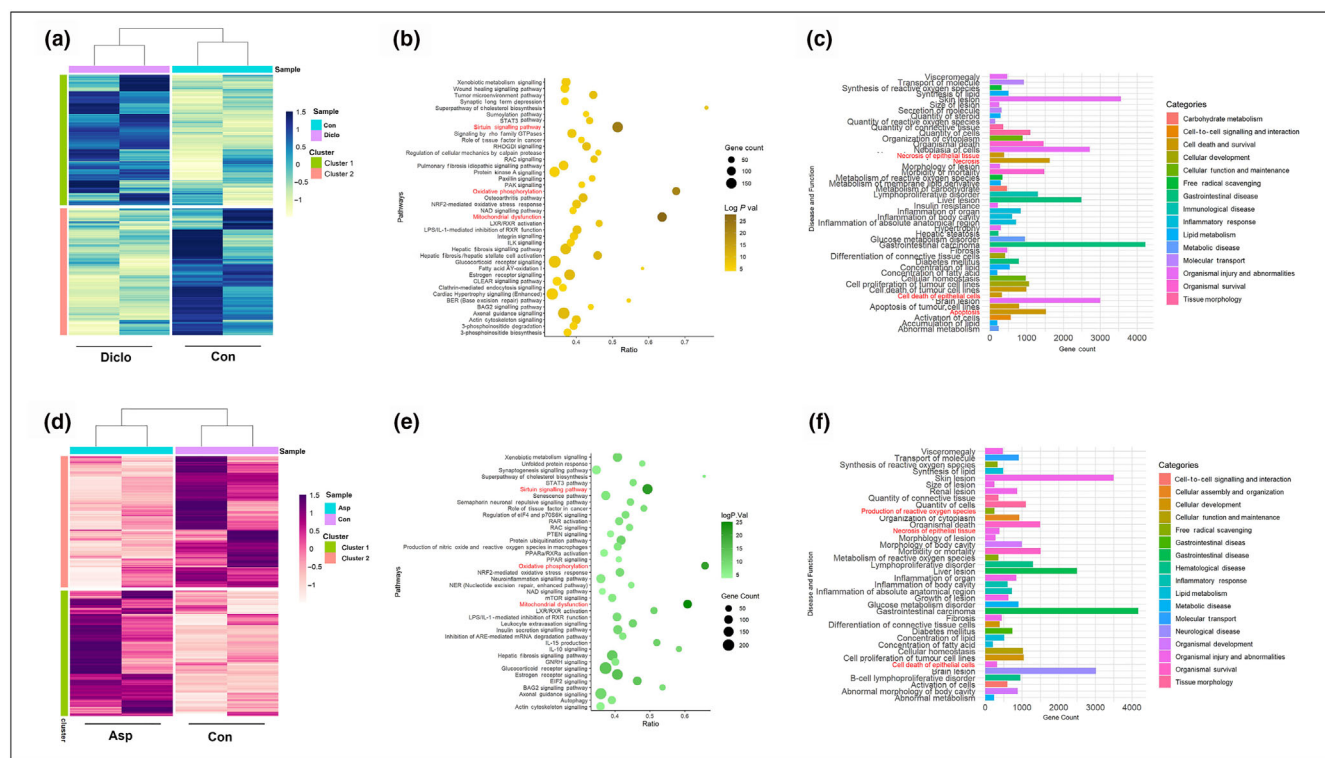 (a)
Sample
1.5
1
0.5
0
−0.5
−1
Sample
Con
Diclo
Cluster
Cluster 1
Cluster 2
Diclo
Con
(b)
Pathways
Xenobiotic metabolism signalling
Wound healing signalling pathway
Tumor microenvironment pathway
Synaptic long term depression
Superpathway of cholesterol biosynthesis
Sumoylation pathway
STAT3 pathway
Sirtuin signalling pathway
Signaling by rho family GTPases
Role of tissue factor in cancer
RHOGDI signalling
Regulation of cellular mechanics by calpain protease
RAC signalling
Pulmonary fibrosis idiopathic signalling pathway
Protein kinase A signalling
Paxillin signalling
PAK signalling
Oxidative phosphorylation
Osteoarthritis pathway
NRF2-mediated oxidative stress response
NAD signalling pathway
Mitochondrial dysfunction
LXR/RXR activation
LPS/IL-1-mediated inhibition of RXR function
Integrin signalling
ILK signalling
Hepatic fibrosis signalling pathway
Hepatic fibrosis/hepatic stellate cell activation
Glucocorticoid receptor signalling
Estrogen receptor signalling
CLEAR signalling pathway
Clathrin-mediated endocytosis signalling
Cardiac Hypertrophy signalling (Enhanced)
BER (Base excision repair) pathway
BAG2 signalling pathway
Axonal guidance signalling
Actin cytoskeleton signalling
3-phosphoinositide degradation
3-phosphoinositide biosynthesis
0.4 0.5 0.6 0.7
Ratio
Gene count
50
100
150
Log P val
25
20
15
10
5
(c)
Disease and Function
Visceromegaly
Transport of molecule
Synthesis of reactive oxygen species
Synthesis of lipid
Skin lesion
Size of lesion
Secretion of molecule
Quantity of steroid
Quantity of reactive oxygen species
Quantity of connective tissue
Quantity of cells
Organization of cytoplasm
Organismal death
Neoplasia of cells
Necrosis of epithelial tissue
Necrosis
Morphology of lesion
Morbidity of mortality
Metabolism of reactive oxygen species
Metabolism of membrane lipid derivative
Metabolism of carbohydrate
Lymphoproliferative disorder
Liver lesion
Insulin resistance
Inflammation of organ
Inflammation of body cavity
Inflammation of absolute anatomical region
Hypertrophy
Hepatic steatosis
Glucose metabolism disorder
Gastrointestinal carcinoma
Fibrosis
Differentiation of connective tissue cells
Diabetes mellitus
Concentration of lipid
Concentration of fatty acid
Cellular homeostasis
Cell proliferation of tumour cell lines
Cell death of tumour cell lines
Cell death of epithelial cells
Brain lesion
Apoptosis of tumour cell lines
Apoptosis
Activation of cells
Accumulation of lipid
Abnormal metabolism
0 1000 2000 3000 4000
Gene count
Categories
Carbohydrate metabolism
Cell-to-cell signalling and interaction
Cell death and survival
Cellular development
Cellular function and maintenance
Free radical scavenging
Gastrointestinal disease
Immunological disease
Inflammatory response
Lipid metabolism
Metabolic disease
Molecular transport
Organismal injury and abnormalities
Organismal survival
Tissue morphology
(d)
Sample
1.5
1
0.5
0
−0.5
−1
Sample
Asp
Con
Cluster
Cluster 1
Cluster 2
cluster
Asp
Con
(e)
Pathways
Xenobiotic metabolism signalling
Unfolded protein response
Synaptogenesis signalling pathway
Superpathway of cholesterol biosynthesis
STAT3 pathway
Sirtuin signalling pathway
Senescence pathway
Semaphorin neuronal repulsive signalling pathway
Role of tissue factor in cancer
Regulation of eIF4 and p70S6K signalling
RAR activation
RAC signalling
PTEN signalling
Protein ubiquitination pathway
Production of nitric oxide and reactive oxygen species in macrophages
PPARa/RXRa activation
PPAR signalling
Oxidative phosphorylation
NRF2-mediated oxidative stress response
Neuroinflammation signalling pathway
NER (Nucleotide excision repair, enhanced pathway)
NAD signalling pathway
mTOR signalling
Mitochondrial dysfunction
LXR/RXR activation
LPS/IL-1-mediated inhibition of RXR function
Leukocyte extravasation signalling
Insulin secretion signalling pathway
Inhibition of ARE-mediated mRNA degradation pathway
IL-15 production
IL-10 signalling
Hepatic fibrosis signalling pathway
GNRH signalling
Glucocorticoid receptor signalling
Estrogen receptor signalling
EIF2 signalling
BAG2 signalling pathway
Axonal guidance signalling
Autophagy
Actin cytoskeleton signalling
0.4 0.5 0.6 0.7
Ratio
logP.Val
25
20
15
10
5
Gene Count
50
100
150
200
(f)
Disease and Function
Visceromegaly
Transport of molecule
Synthesis of reactive oxygen species
Synthesis of lipid
Skin lesion
Size of lesion
Renal lesion
Quantity of connective tissue
Quantity of cells
Production of reactive oxygen species
Organization of cytoplasm
Organismal death
Necrosis of epithelial tissue
Morphlology of lesion
Morphology of body cavity
Morbidity or mortality
Metabolism of reactive oxygen species
Lymphoproliferative disorder
Liver lesion
Inflammation of organ
Inflammation of body cavity
Inflammation of absolute anatomical region
Growth of lesion
Glucose metabolism disorder
Gastrointestinal carcinoma
Fibrosis
Differentiation of connective tissue cells
Diabetes mellitus
Concentration of lipid
Concentration of fatty acid
Cellular homeostasis
Cell proliferation of tumour cell lines
Cell death of epithelial cells
Brain lesion
B-cell lymphoproliferative disorder
Activation of cells
Abnormal morphology of body cavity
Abnormal metabolism
0 1000 2000 3000 4000
Gene Count
Categories
Cell-to-cell signalling and interaction
Cellular assembly and organization
Cellular development
Cellular function and maintenance
Free radical scavenging
Gastrointestinal diseast
Gastrointestinal disease
Hematological disease
Inflammatory response
Lipid metabolism
Metabolic disease
Molecular transport
Neurological disease
Organismal development
Organismal injury and abnormalities
Organismal survival
Tissue morphology